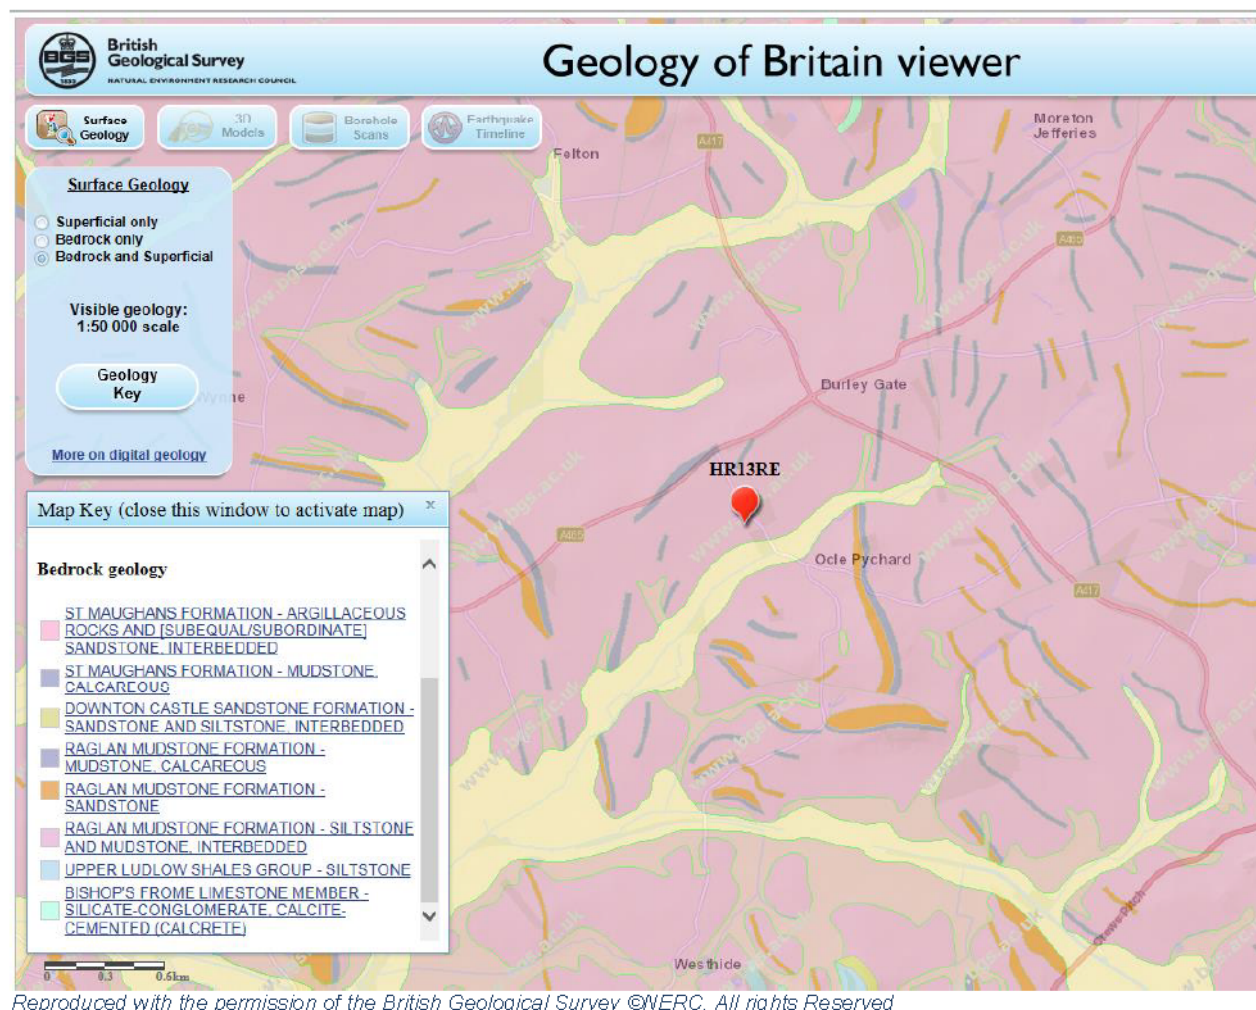 British
Geological Survey
NATURAL ENVIRONMENT RESEARCH COUNCIL
BGS
1835
Geology of Britain viewer
Surface
Geology
3D
Models
Borehole
Scans
Earthquake
Timeline
Surface Geology
Superficial only
Bedrock only
Bedrock and Superficial
Visible geology:
1:50 000 scale
Geology
Key
More on digital geology
Felton
A417
Moreton
Jefferies
A465
Burley Gate
HR13RE
A465
Ocle Pychard
A417
Westhide
www.bgs.ac.uk
Map Key (close this window to activate map)
x
Bedrock geology
ST MAUGHANS FORMATION - ARGILLACEOUS
ROCKS AND [SUBEQUAL/SUBORDINATE]
SANDSTONE, INTERBEDDED
ST MAUGHANS FORMATION - MUDSTONE,
CALCAREOUS
DOWNTON CASTLE SANDSTONE FORMATION -
SANDSTONE AND SILTSTONE, INTERBEDDED
RAGLAN MUDSTONE FORMATION -
MUDSTONE, CALCAREOUS
RAGLAN MUDSTONE FORMATION -
SANDSTONE
RAGLAN MUDSTONE FORMATION - SILTSTONE
AND MUDSTONE, INTERBEDDED
UPPER LUDLOW SHALES GROUP - SILTSTONE
BISHOP'S FROME LIMESTONE MEMBER -
SILICATE-CONGLOMERATE, CALCITE-
CEMENTED (CALCRETE)
0 0.3 0.6km
Reproduced with the permission of the British Geological Survey ©NERC. All rights Reserved